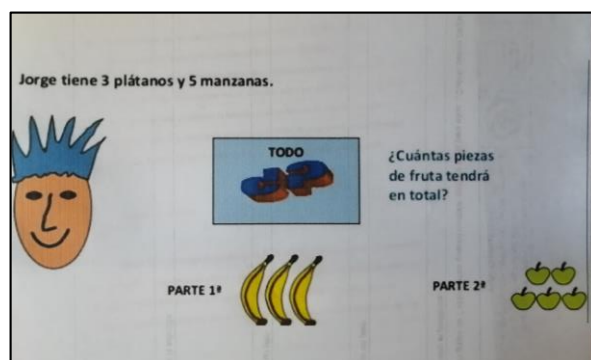 Jorge tiene 3 plátanos y 5 manzanas.
TODO
¿Cuántas piezas
de fruta tendrá
en total?
PARTE 1ª
PARTE 2ª